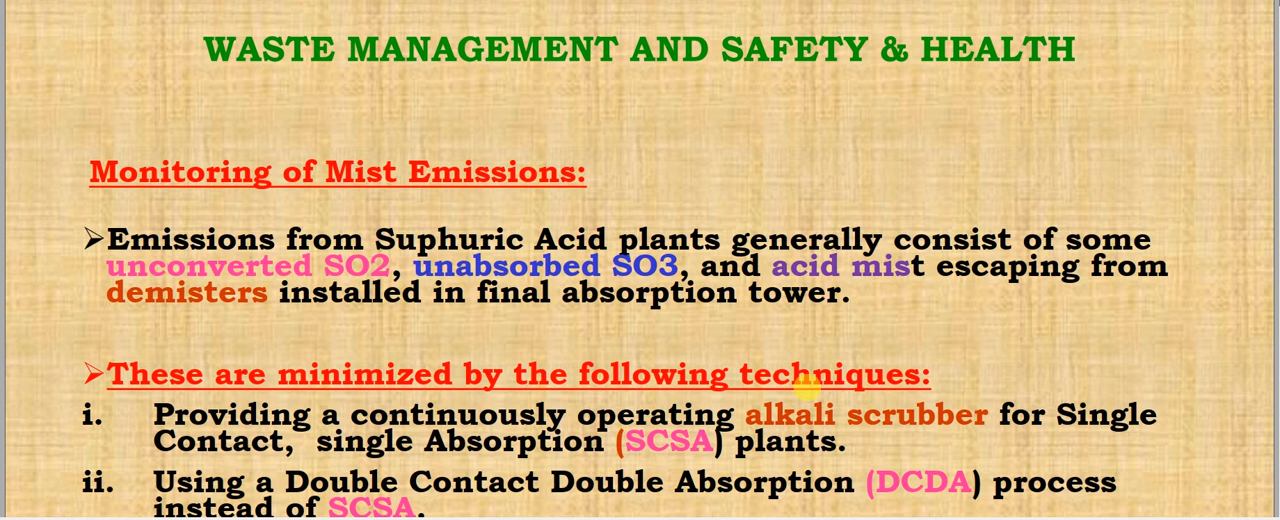 WASTE MANAGEMENT AND SAFETY & HEALTH
Monitoring of Mist Emissions:
➢Emissions from Suphuric Acid plants generally consist of some
unconverted SO2, unabsorbed SO3, and acid mist escaping from
demisters installed in final absorption tower.
➢These are minimized by the following techniques:
i. Providing a continuously operating alkali scrubber for Single
Contact, single Absorption (SCSA) plants.
ii. Using a Double Contact Double Absorption (DCDA) process
instead of SCSA.